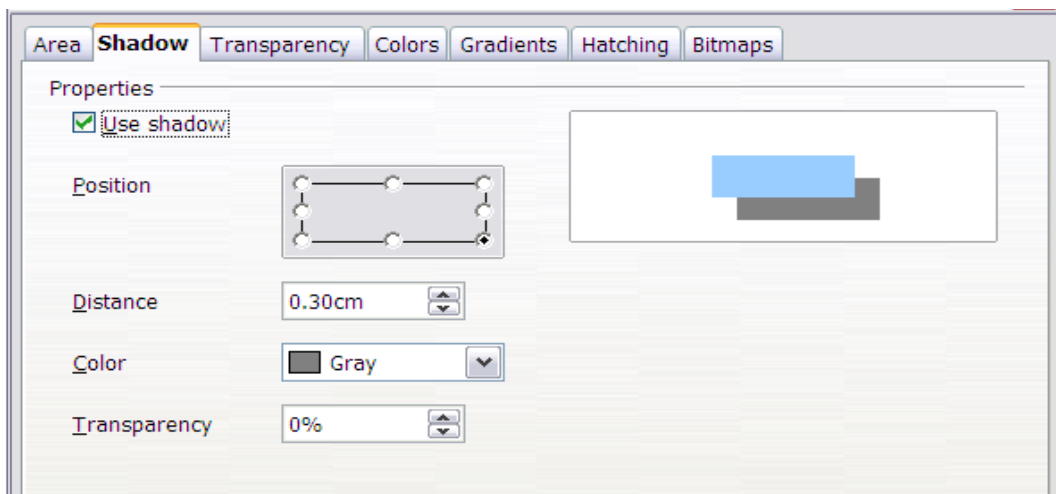 Area Shadow Transparency Colors Gradients Hatching Bitmaps
Properties
Use shadow
Position
Distance 0.30cm
Color Gray
Transparency 0%